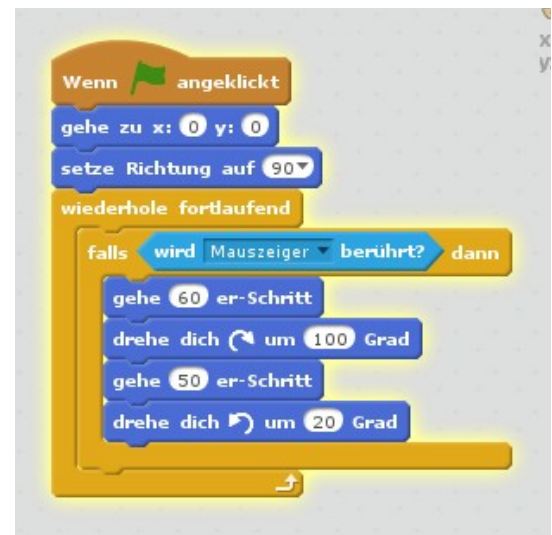 x
y:
Wenn angeklickt
gehe zu x: 0 y: 0
setze Richtung auf 90
wiederhole fortlaufend
falls wird Mauszeiger berührt? dann
gehe 60 er-Schritt
drehe dich um 100 Grad
gehe 50 er-Schritt
drehe dich um 20 Grad